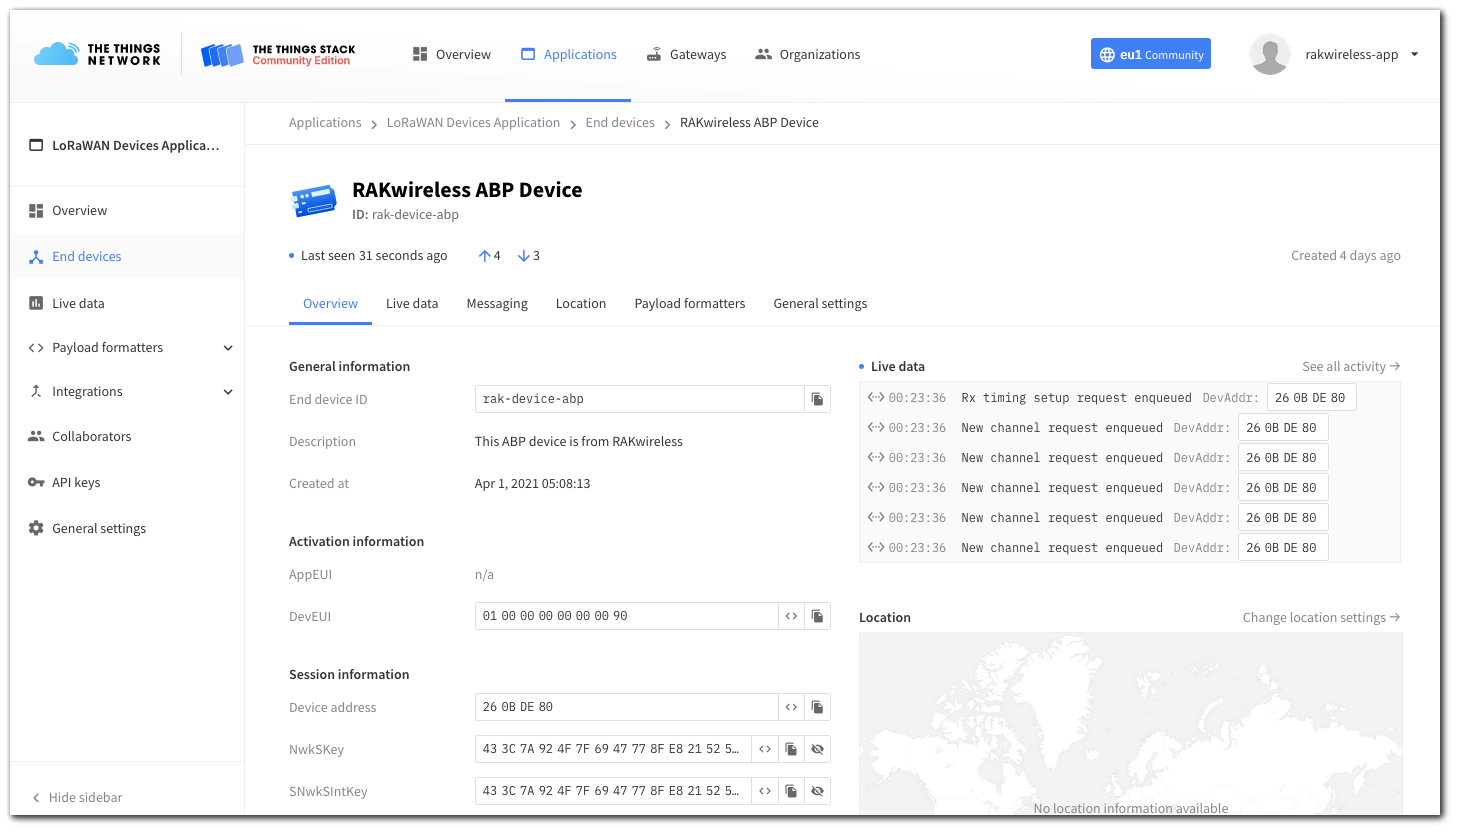 THE THINGS NETWORK
THE THINGS STACK
Community Edition
Overview
Applications
Gateways
Organizations
eu1 Community
rakwireless-app
LoRaWAN Devices Applica...
Overview
End devices
Live data
Payload formatters
Integrations
Collaborators
API keys
General settings
Hide sidebar
Applications > LoRaWAN Devices Application > End devices > RAKwireless ABP Device
RAKwireless ABP Device
ID: rak-device-abp
Last seen 31 seconds ago 4 3
Created 4 days ago
Overview Live data Messaging Location Payload formatters General settings
General information
End device ID rak-device-abp
Description This ABP device is from RAKwireless
Created at Apr 1, 2021 05:08:13
Activation information
AppEUI n/a
DevEUI 01 00 00 00 00 00 00 90
Session information
Device address 26 0B DE 80
NwkSKey 43 3C 7A 92 4F 7F 69 47 77 8F E8 21 52 5...
SNwkSIntKey 43 3C 7A 92 4F 7F 69 47 77 8F E8 21 52 5...
Live data See all activity
00:23:36 Rx timing setup request enqueued DevAddr: 26 0B DE 80
00:23:36 New channel request enqueued DevAddr: 26 0B DE 80
00:23:36 New channel request enqueued DevAddr: 26 0B DE 80
00:23:36 New channel request enqueued DevAddr: 26 0B DE 80
00:23:36 New channel request enqueued DevAddr: 26 0B DE 80
00:23:36 New channel request enqueued DevAddr: 26 0B DE 80
Location Change location settings
No location information available